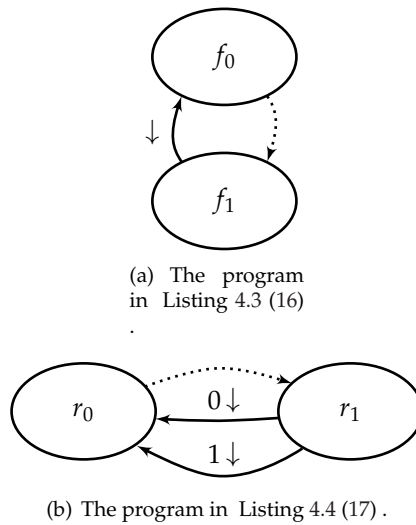 f₀
↓
f₁
(a) The program
in Listing 4.3 (16)
.
r₀
0 ↓
r₁
1 ↓
(b) The program in Listing 4.4 (17) .